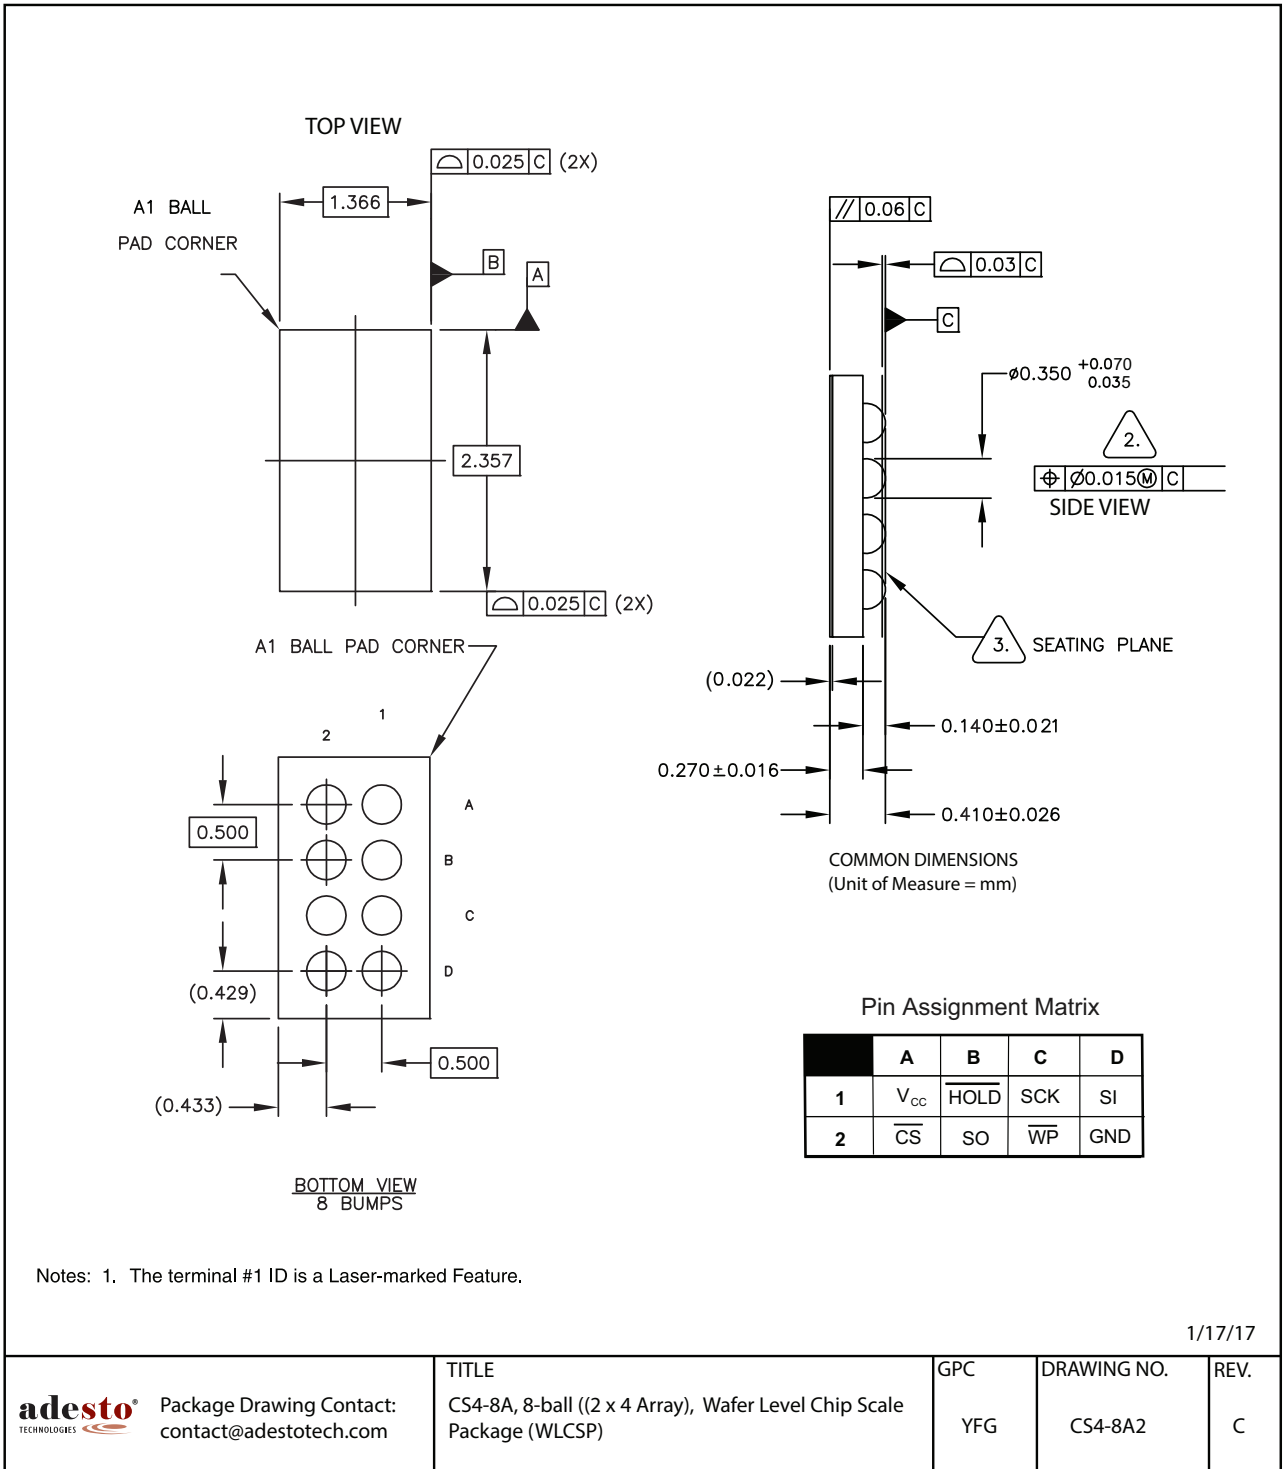 TOP VIEW
0.025 C (2X)
A1 BALL
PAD CORNER
1.366
B
A
2.357
0.025 C (2X)
// 0.06 C
0.03 C
C
ø0.350 +0.070
0.035
2.
⌖ Ø0.015Ⓜ C
SIDE VIEW
3. SEATING PLANE
(0.022)
0.140±0.021
0.270±0.016
0.410±0.026
COMMON DIMENSIONS
(Unit of Measure = mm)
A1 BALL PAD CORNER
1
2
A
B
C
D
0.500
(0.429)
0.500
(0.433)
BOTTOM VIEW
8 BUMPS
Pin Assignment Matrix
A B C D
1 VCC HOLD SCK SI
2 CS SO WP GND
Notes: 1. The terminal #1 ID is a Laser-marked Feature.
1/17/17
adesto®
TECHNOLOGIES
Package Drawing Contact:
contact@adestotech.com
TITLE
CS4-8A, 8-ball ((2 x 4 Array), Wafer Level Chip Scale
Package (WLCSP)
GPC
YFG
DRAWING NO.
CS4-8A2
REV.
C